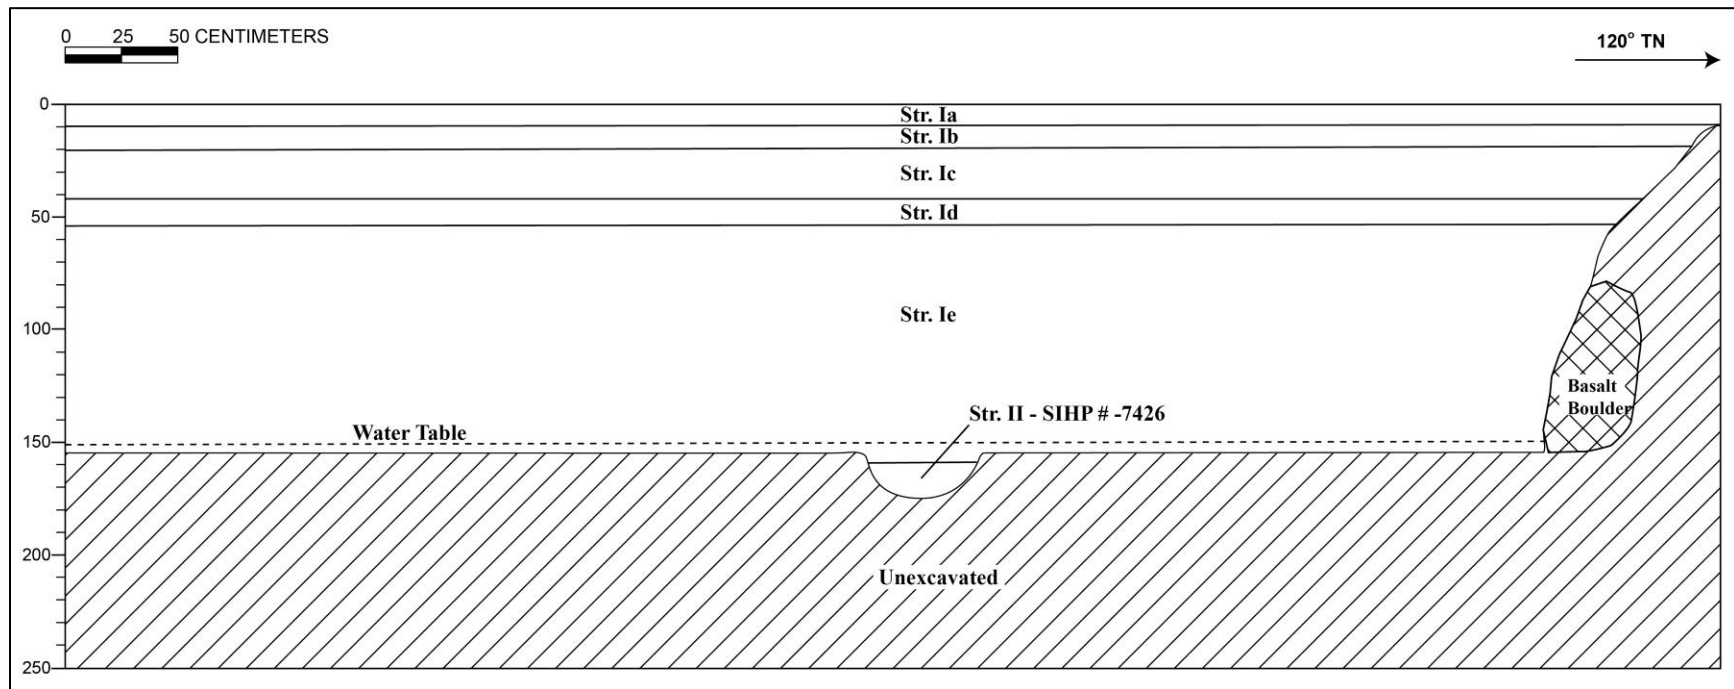 0 25 50 CENTIMETERS
120° TN
0
Str. Ia
Str. Ib
Str. Ic
50
Str. Id
Str. Ie
100
Basalt
Boulder
Str. II - SIHP # -7426
Water Table
150
200
Unexcavated
250